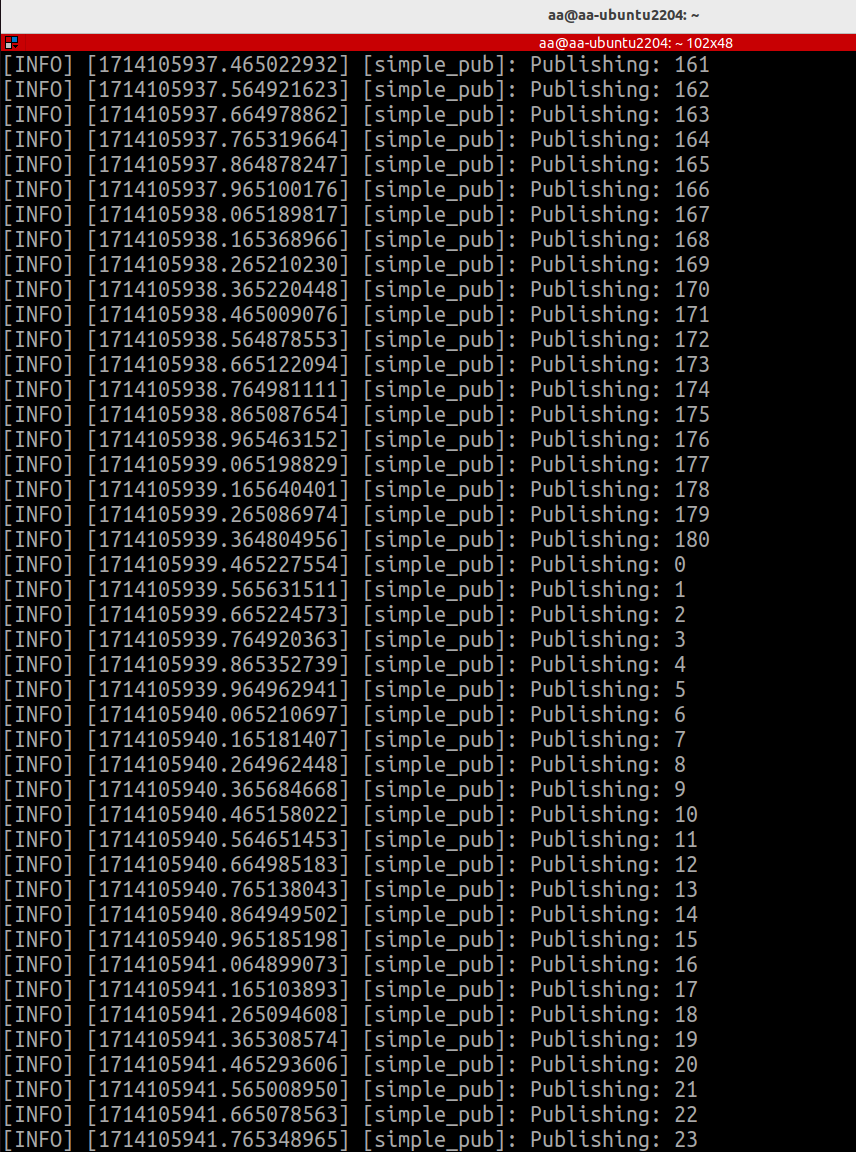 aa@aa-ubuntu2204: ~
aa@aa-ubuntu2204: ~ 102x48
[INFO] [1714105937.465022932] [simple_pub]: Publishing: 161
[INFO] [1714105937.564921623] [simple_pub]: Publishing: 162
[INFO] [1714105937.664978862] [simple_pub]: Publishing: 163
[INFO] [1714105937.765319664] [simple_pub]: Publishing: 164
[INFO] [1714105937.864878247] [simple_pub]: Publishing: 165
[INFO] [1714105937.965100176] [simple_pub]: Publishing: 166
[INFO] [1714105938.065189817] [simple_pub]: Publishing: 167
[INFO] [1714105938.165368966] [simple_pub]: Publishing: 168
[INFO] [1714105938.265210230] [simple_pub]: Publishing: 169
[INFO] [1714105938.365220448] [simple_pub]: Publishing: 170
[INFO] [1714105938.465009076] [simple_pub]: Publishing: 171
[INFO] [1714105938.564878553] [simple_pub]: Publishing: 172
[INFO] [1714105938.665122094] [simple_pub]: Publishing: 173
[INFO] [1714105938.764981111] [simple_pub]: Publishing: 174
[INFO] [1714105938.865087654] [simple_pub]: Publishing: 175
[INFO] [1714105938.965463152] [simple_pub]: Publishing: 176
[INFO] [1714105939.065198829] [simple_pub]: Publishing: 177
[INFO] [1714105939.165640401] [simple_pub]: Publishing: 178
[INFO] [1714105939.265086974] [simple_pub]: Publishing: 179
[INFO] [1714105939.364804956] [simple_pub]: Publishing: 180
[INFO] [1714105939.465227554] [simple_pub]: Publishing: 0
[INFO] [1714105939.565631511] [simple_pub]: Publishing: 1
[INFO] [1714105939.665224573] [simple_pub]: Publishing: 2
[INFO] [1714105939.764920363] [simple_pub]: Publishing: 3
[INFO] [1714105939.865352739] [simple_pub]: Publishing: 4
[INFO] [1714105939.964962941] [simple_pub]: Publishing: 5
[INFO] [1714105940.065210697] [simple_pub]: Publishing: 6
[INFO] [1714105940.165181407] [simple_pub]: Publishing: 7
[INFO] [1714105940.264962448] [simple_pub]: Publishing: 8
[INFO] [1714105940.365684668] [simple_pub]: Publishing: 9
[INFO] [1714105940.465158022] [simple_pub]: Publishing: 10
[INFO] [1714105940.564651453] [simple_pub]: Publishing: 11
[INFO] [1714105940.664985183] [simple_pub]: Publishing: 12
[INFO] [1714105940.765138043] [simple_pub]: Publishing: 13
[INFO] [1714105940.864949502] [simple_pub]: Publishing: 14
[INFO] [1714105940.965185198] [simple_pub]: Publishing: 15
[INFO] [1714105941.064899073] [simple_pub]: Publishing: 16
[INFO] [1714105941.165103893] [simple_pub]: Publishing: 17
[INFO] [1714105941.265094608] [simple_pub]: Publishing: 18
[INFO] [1714105941.365308574] [simple_pub]: Publishing: 19
[INFO] [1714105941.465293606] [simple_pub]: Publishing: 20
[INFO] [1714105941.565008950] [simple_pub]: Publishing: 21
[INFO] [1714105941.665078563] [simple_pub]: Publishing: 22
[INFO] [1714105941.765348965] [simple_pub]: Publishing: 23